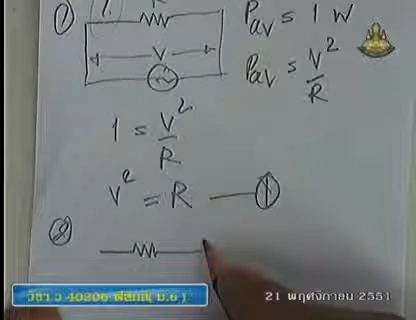 ① R Pav = 1 W
V
Pav = V²/R
1 = V²/R
V² = R — ①
②
วิชา ว 40206 ฟิสิกส์( ม.6 )
21 พฤศจิกายน 2551